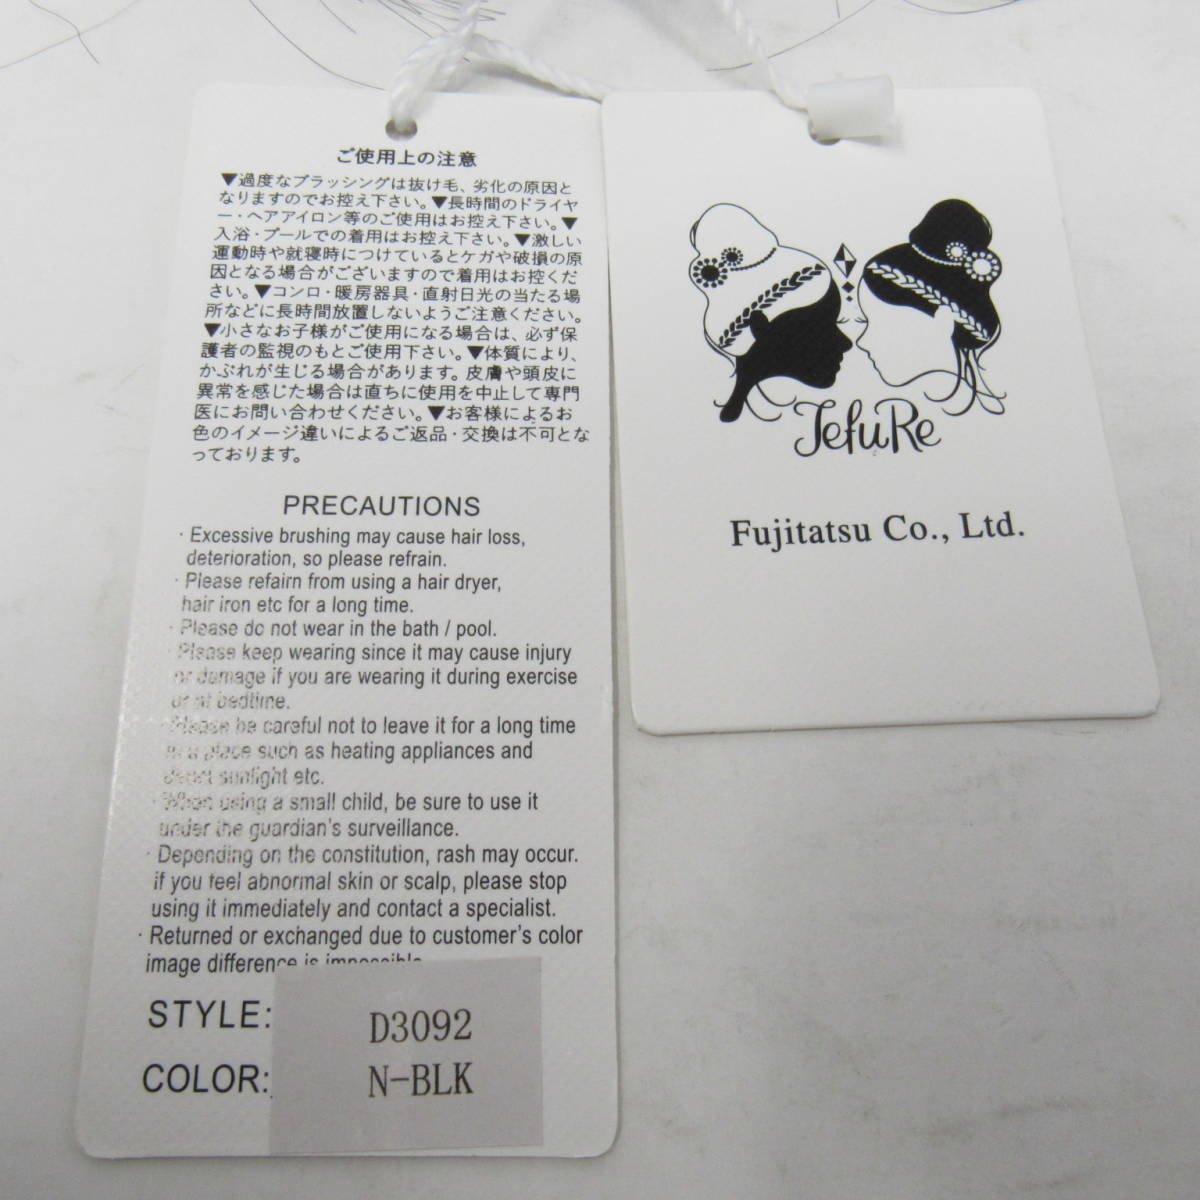 ご使用上の注意
▼過度なブラッシングは抜け毛、劣化の原因と
なりますのでお控え下さい。▼長時間のドライヤ
ー・ヘアアイロン等のご使用はお控え下さい。▼
入浴・プールでの着用はお控え下さい。▼激しい
運動時や就寝時につけているとケガや破損の原
因となる場合がございますので着用はお控くだ
さい。▼コンロ・暖房器具・直射日光の当たる場
所などに長時間放置しないようご注意ください。
▼小さなお子様がご使用になる場合は、必ず保
護者の監視のもとご使用下さい。▼体質により、
かぶれが生じる場合があります。皮膚や頭皮に
異常を感じた場合は直ちに使用を中止して専門
医にお問い合わせください。▼お客様によるお
色のイメージ違いによるご返品・交換は不可とな
っております。
PRECAUTIONS
· Excessive brushing may cause hair loss,
deterioration, so please refrain.
· Please refairn from using a hair dryer,
hair iron etc for a long time.
· Please do not wear in the bath / pool.
· Please keep wearing since it may cause injury
or damage if you are wearing it during exercise
or at bedtime.
· Please be careful not to leave it for a long time
in a place such as heating appliances and
direct sunlight etc.
· When using a small child, be sure to use it
under the guardian's surveillance.
· Depending on the constitution, rash may occur.
if you feel abnormal skin or scalp, please stop
using it immediately and contact a specialist.
· Returned or exchanged due to customer's color
image difference is impossible
STYLE: D3092
COLOR: N-BLK
JefuRe
Fujitatsu Co., Ltd.